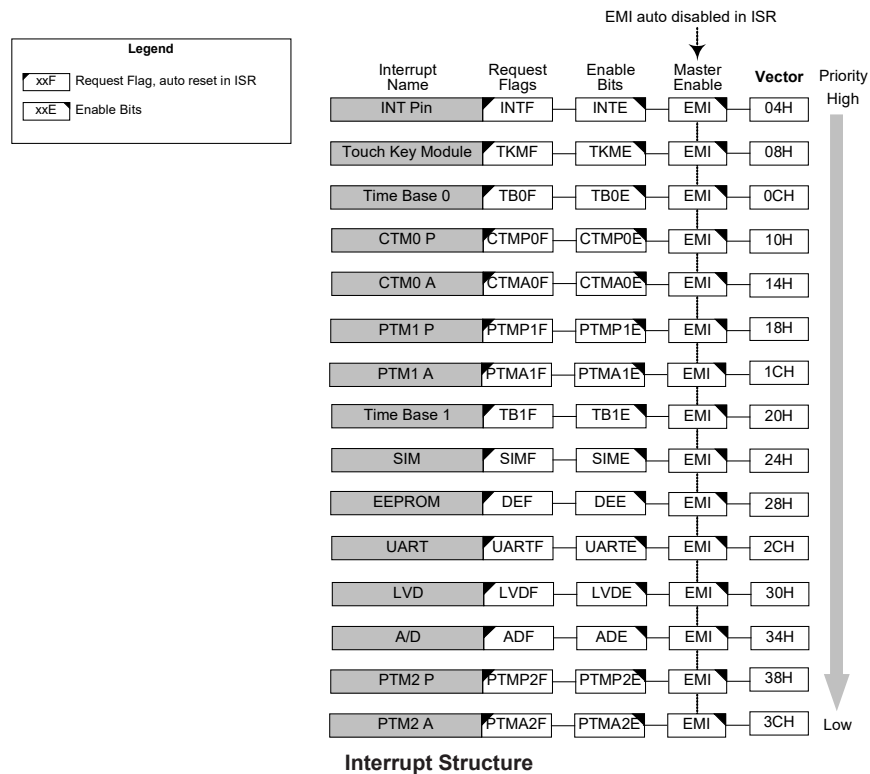 EMI auto disabled in ISR
Legend
xxF Request Flag, auto reset in ISR
xxE Enable Bits
Interrupt Name Request Flags Enable Bits Master Enable Vector Priority
High
INT Pin INTF INTE EMI 04H
Touch Key Module TKMF TKME EMI 08H
Time Base 0 TB0F TB0E EMI 0CH
CTM0 P CTMP0F CTMP0E EMI 10H
CTM0 A CTMA0F CTMA0E EMI 14H
PTM1 P PTMP1F PTMP1E EMI 18H
PTM1 A PTMA1F PTMA1E EMI 1CH
Time Base 1 TB1F TB1E EMI 20H
SIM SIMF SIME EMI 24H
EEPROM DEF DEE EMI 28H
UART UARTF UARTE EMI 2CH
LVD LVDF LVDE EMI 30H
A/D ADF ADE EMI 34H
PTM2 P PTMP2F PTMP2E EMI 38H
PTM2 A PTMA2F PTMA2E EMI 3CH Low
Interrupt Structure